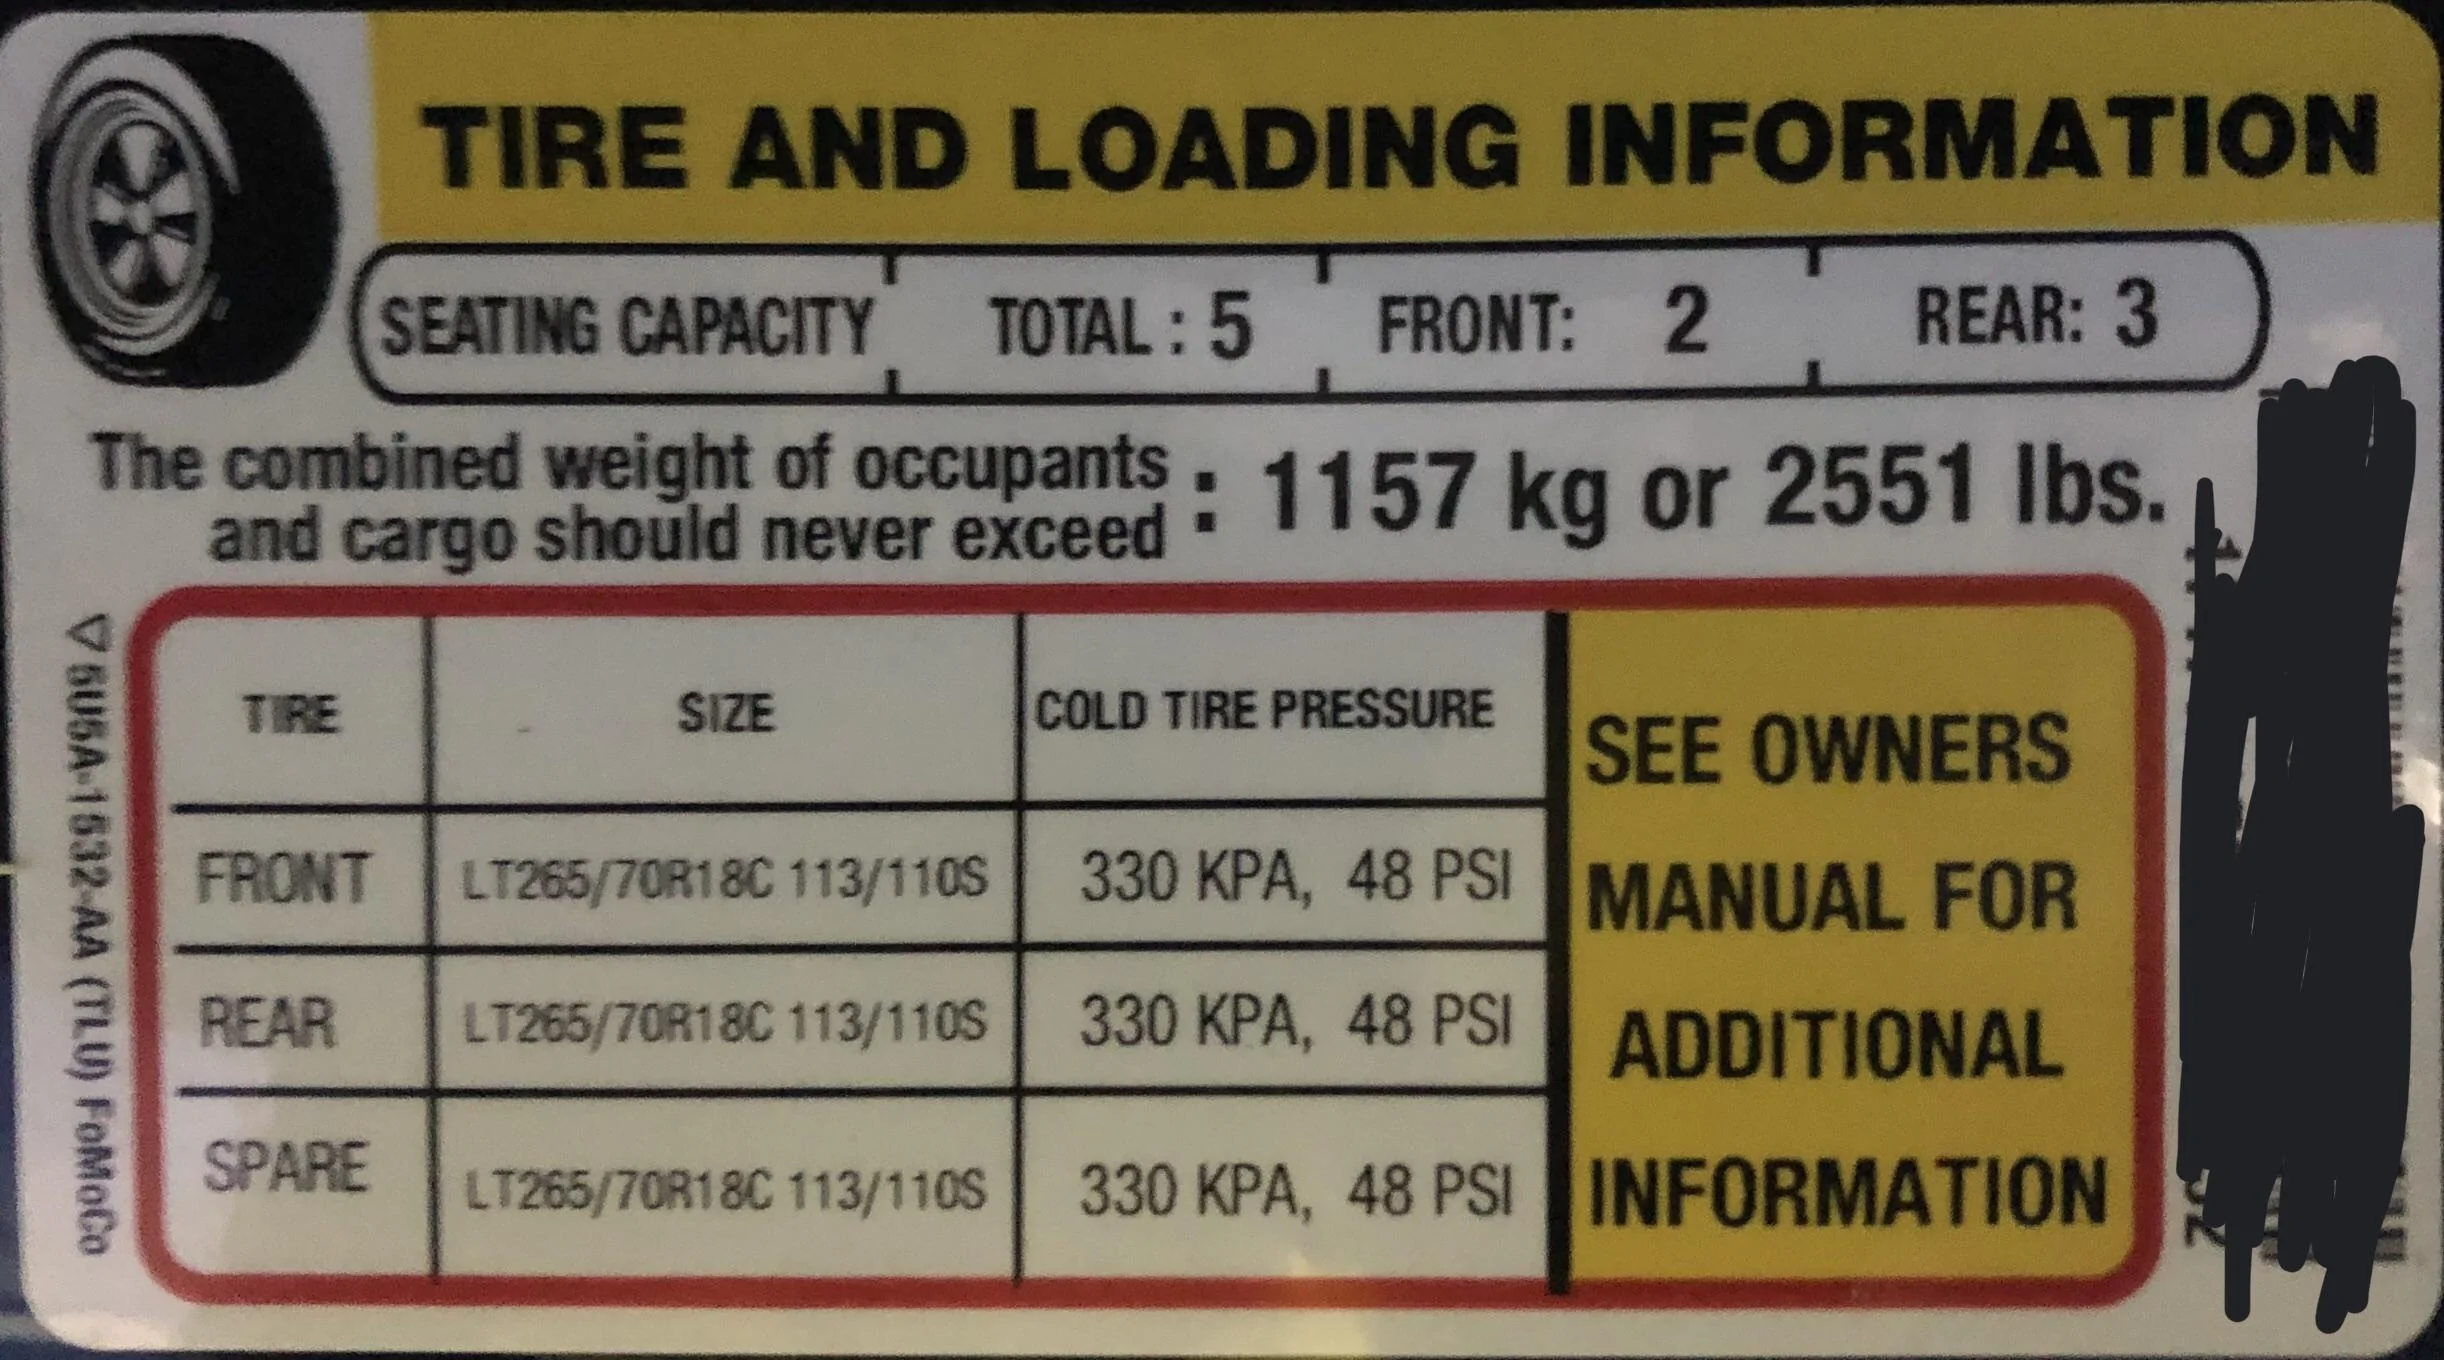 TIRE AND LOADING INFORMATION
SEATING CAPACITY TOTAL : 5 FRONT: 2 REAR: 3
The combined weight of occupants
and cargo should never exceed : 1157 kg or 2551 lbs.
TIRE SIZE COLD TIRE PRESSURE
FRONT LT265/70R18C 113/110S 330 KPA, 48 PSI
REAR LT265/70R18C 113/110S 330 KPA, 48 PSI
SPARE LT265/70R18C 113/110S 330 KPA, 48 PSI
SEE OWNERS
MANUAL FOR
ADDITIONAL
INFORMATION
(TLU) FoMoCo